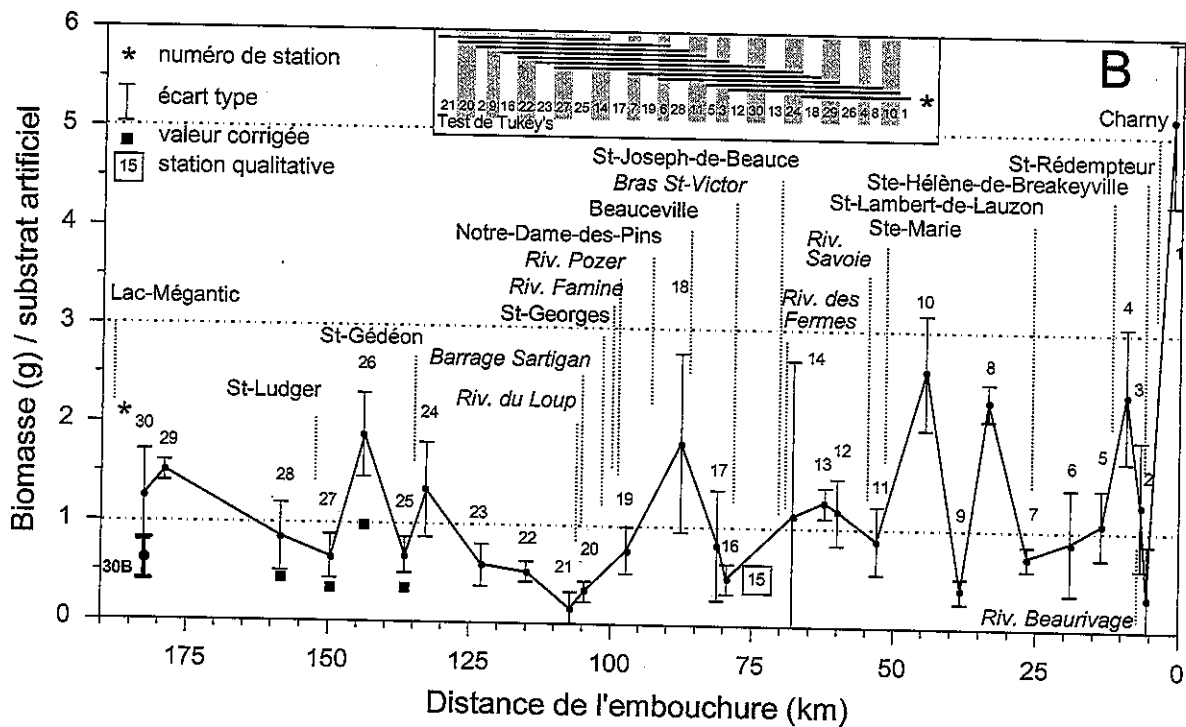 6
5
4
3
2
1
0
Biomasse (g) / substrat artificiel
* numéro de station
écart type
valeur corrigée
15 station qualitative
21 20 2 9 16 22 23 27 25 14 17 7 19 6 28 11 5 3 12 30 13 24 18 29 26 4 8 10 1 *
Test de Tukey's
B
Charny
St-Joseph-de-Beauce
St-Rédempteur
Bras St-Victor
Ste-Hélène-de-Breakeyville
Beauceville
St-Lambert-de-Lauzon
Notre-Dame-des-Pins
Riv. Savoie
Ste-Marie
Riv. Pozer
Riv. Famine
St-Georges
Riv. des Fermes
Lac-Mégantic
St-Gédéon
Barrage Sartigan
St-Ludger
Riv. du Loup
Riv. Beaurivage
*
30
29
28
27
26
25
24
23
22
21
20
19
18
17
16
15
14
13
12
11
10
9
8
7
6
5
4
3
2
1
30B
175 150 125 100 75 50 25 0
Distance de l'embouchure (km)